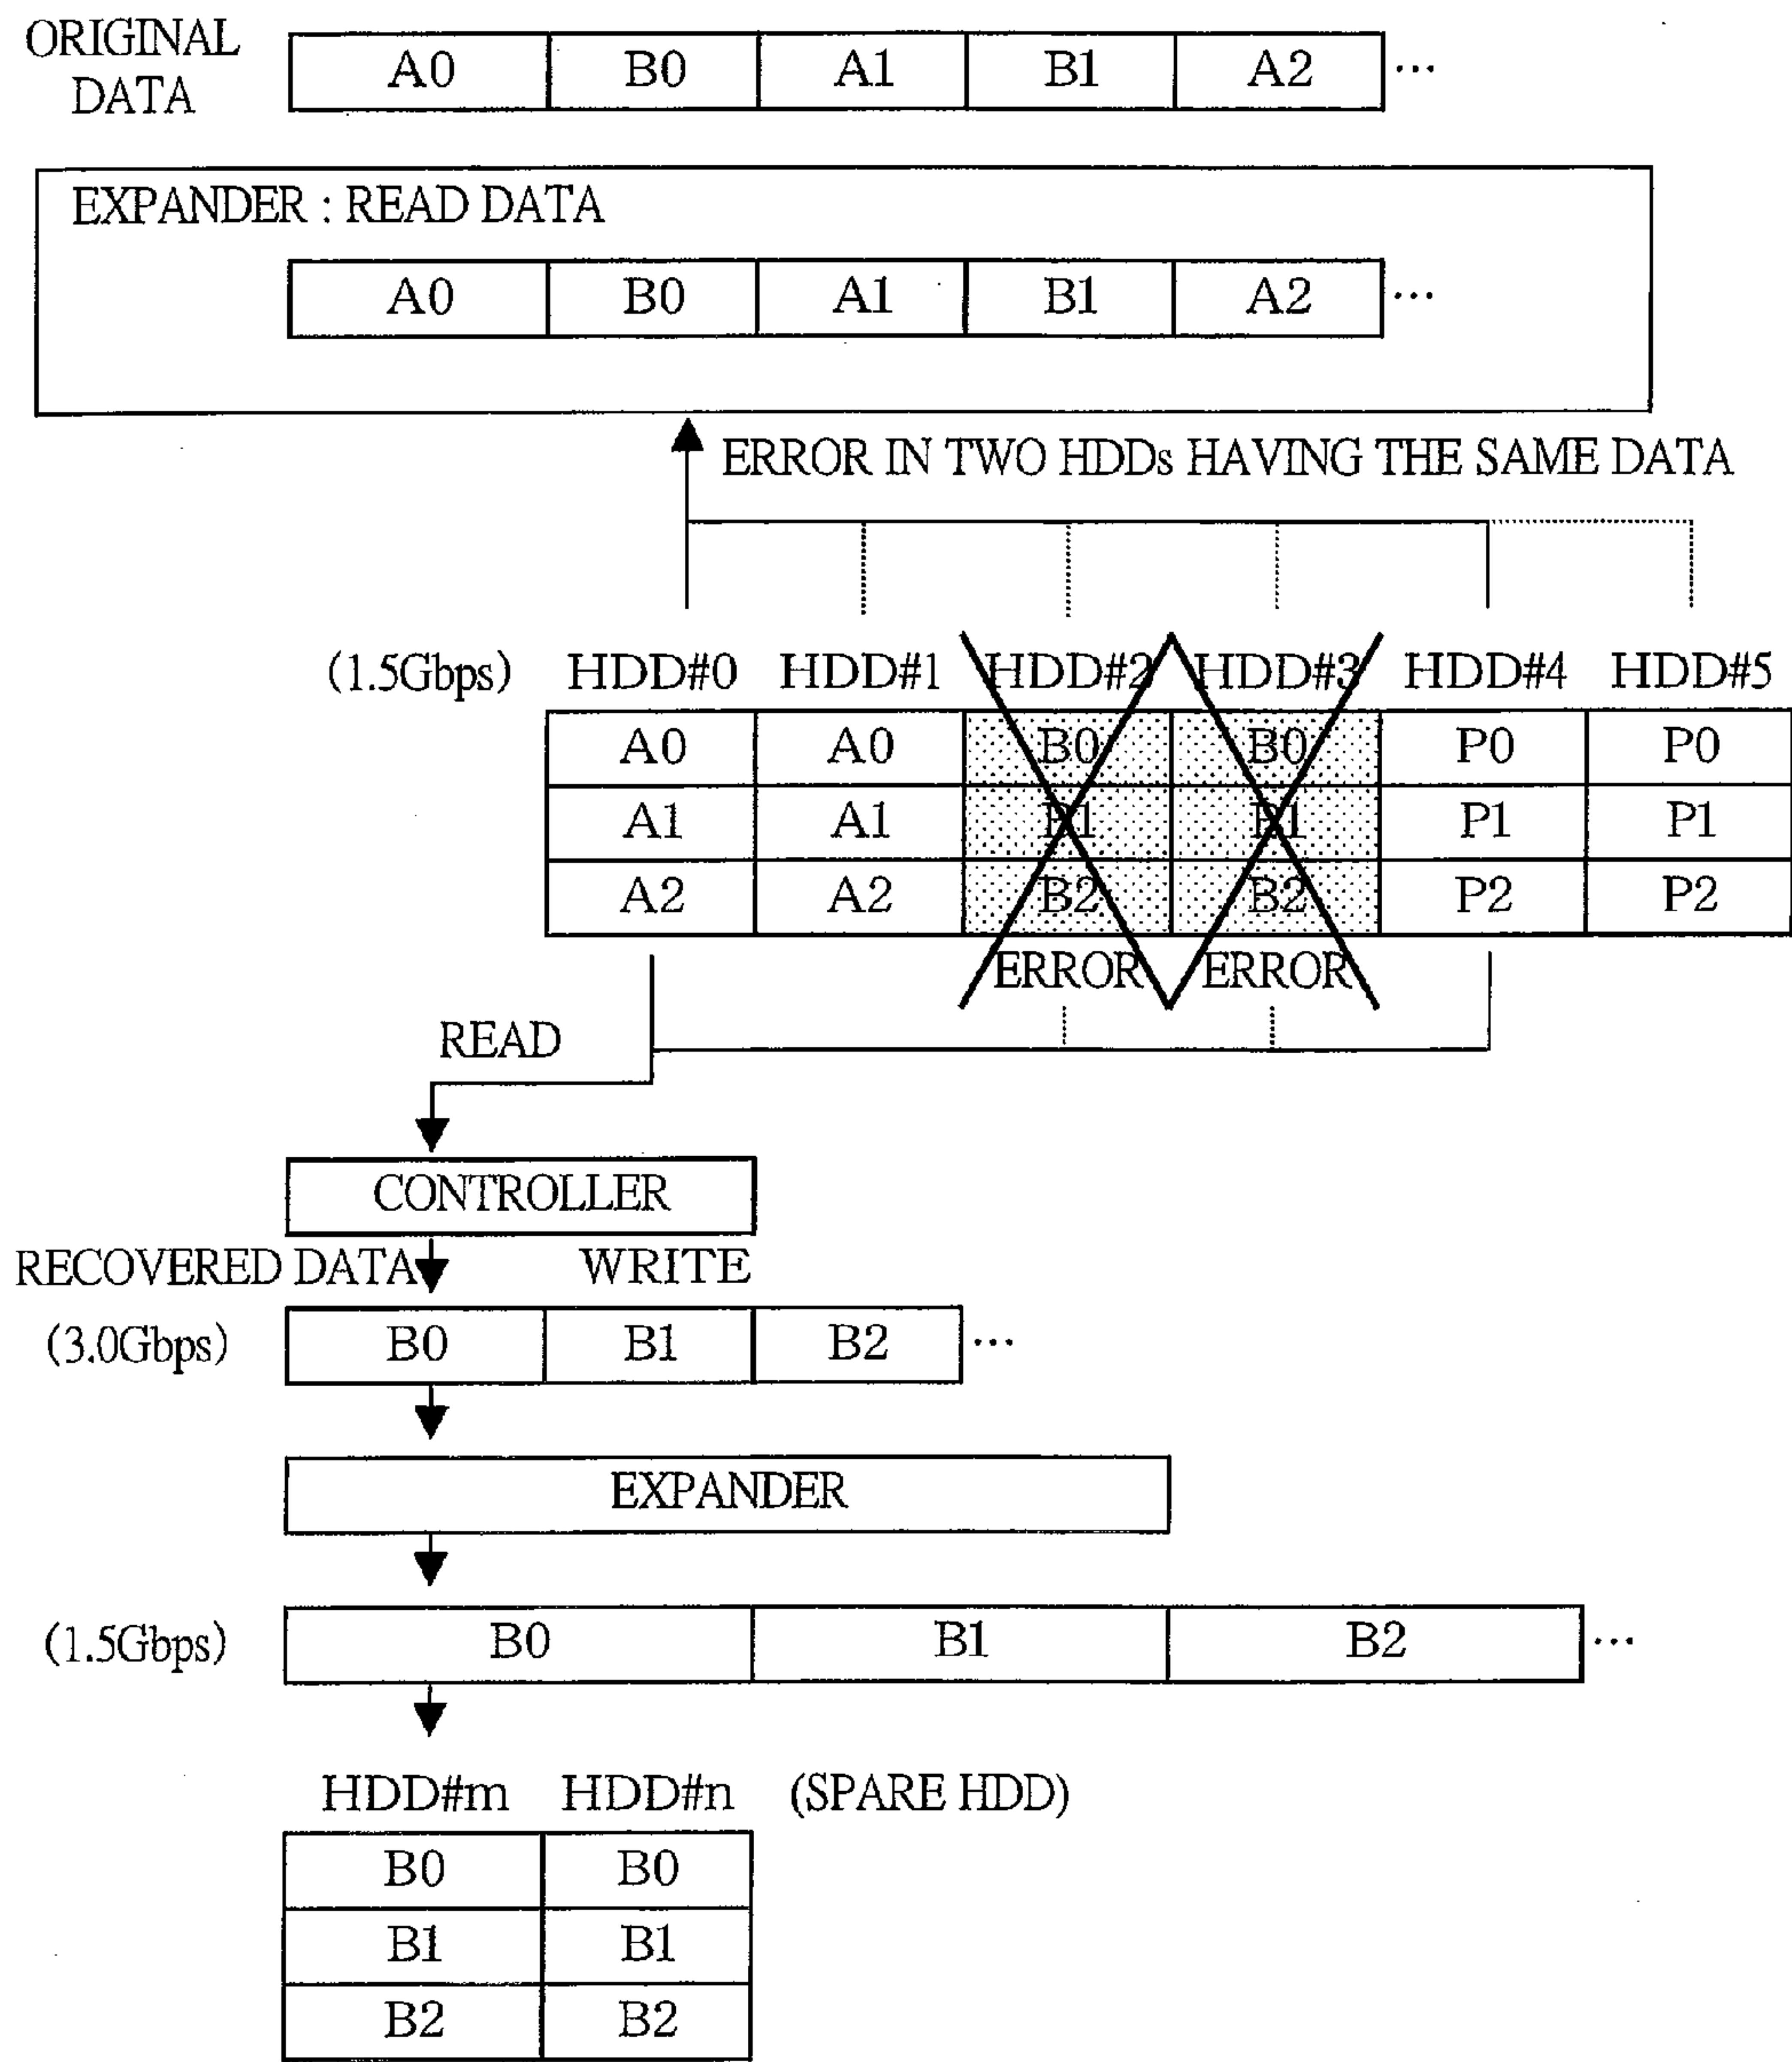 ORIGINAL
DATA
A0 B0 A1 B1 A2 ...
EXPANDER : READ DATA
A0 B0 A1 B1 A2 ...
ERROR IN TWO HDDs HAVING THE SAME DATA
(1.5Gbps) HDD#0 HDD#1 HDD#2 HDD#3 HDD#4 HDD#5
A0 A0 B0 B0 P0 P0
A1 A1 B1 B1 P1 P1
A2 A2 B2 B2 P2 P2
ERROR ERROR
READ
CONTROLLER
RECOVERED DATA WRITE
(3.0Gbps) B0 B1 B2 ...
EXPANDER
(1.5Gbps) B0 B1 B2 ...
HDD#m HDD#n (SPARE HDD)
B0 B0
B1 B1
B2 B2